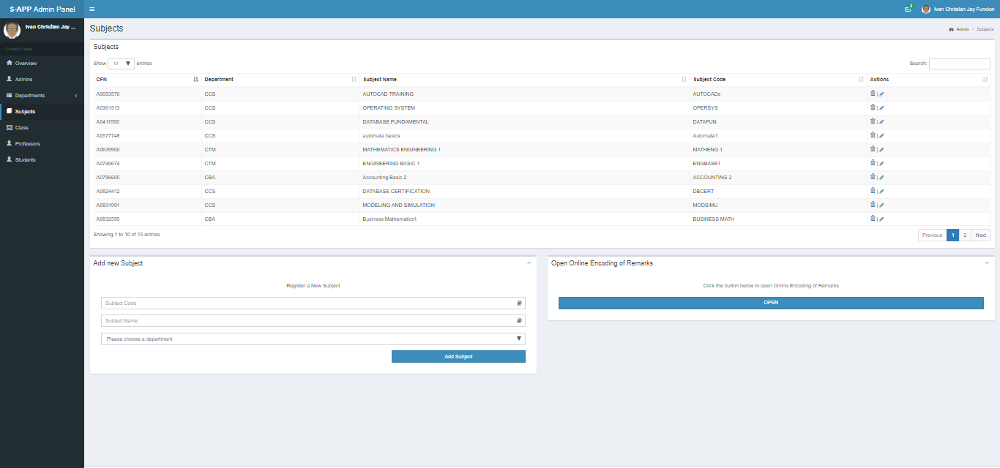 S-APP Admin Panel
2
Ivan Christian Jay Funcion
Ivan Christian Jay ...
Control Panel
Overview
Admins
Departments
Subjects
Class
Professors
Students
Subjects
Admin > Subjects
Subjects
Show 10 entries
Search:
CFN Department Subject Name Subject Code Actions
A0053570 CCS AUTOCAD TRAINING AUTOCADs |
A0301513 CCS OPERATING SYSTEM OPERSYS |
A0411590 CCS DATABASE FUNDAMENTAL DATAFUN |
A0577748 CCS automata basics Automata1 |
A0639900 CTM MATHEMATICS ENGINEERING 1 MATHENG 1 |
A0746674 CTM ENGINEERING BASIC 1 ENGBASE1 |
A0796605 CBA Accounting Basic 2 ACCOUNTING 2 |
A0824412 CCS DATABASE CERTIFICATION DBCERT |
A0831991 CCS MODELING AND SIMULATION MODSIMU |
A0832595 CBA Business Mathematics1 BUSINESS MATH |
Showing 1 to 10 of 15 entries
Previous 1 2 Next
Add new Subject
Register a New Subject
Subject Code
Subject Name
Please choose a department
Add Subject
Open Online Encoding of Remarks
Click the button below to open Online Encoding of Remarks
OPEN